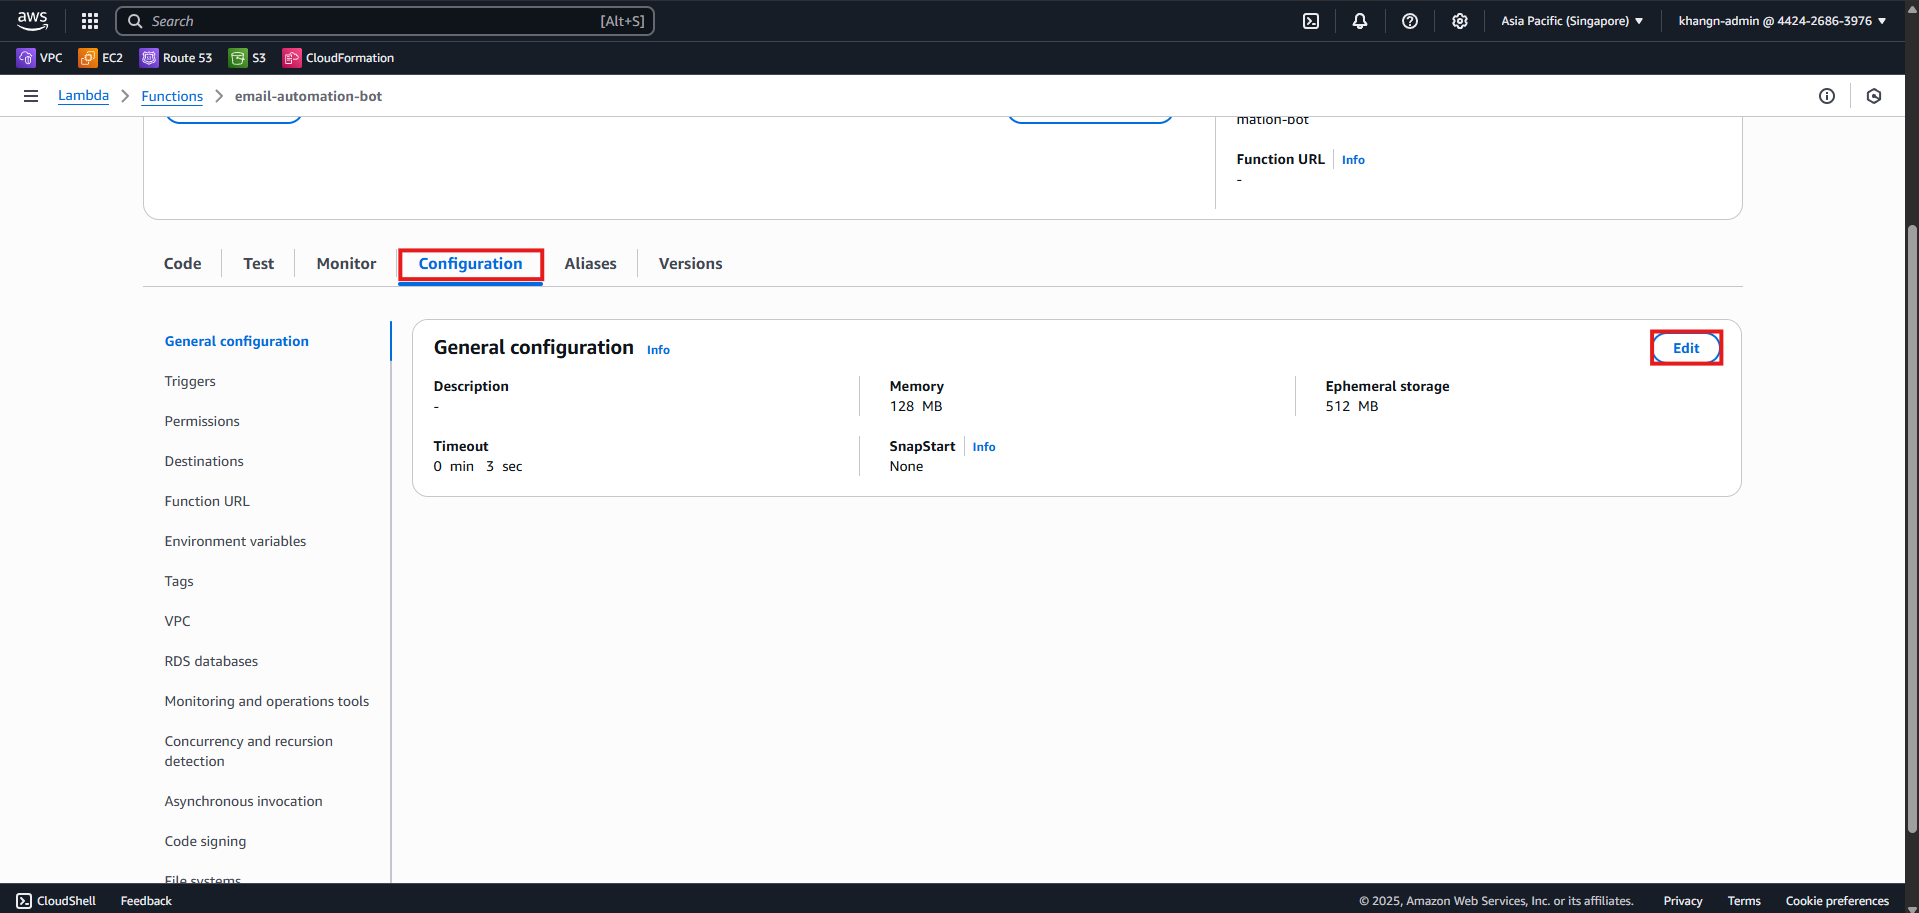 aws Search [Alt+S] Asia Pacific (Singapore) khangn-admin @ 4424-2686-3976
VPC EC2 Route 53 S3 CloudFormation
Lambda Functions email-automation-bot
mation-bot
Function URL Info
-
Code Test Monitor Configuration Aliases Versions
General configuration
Triggers
Permissions
Destinations
Function URL
Environment variables
Tags
VPC
RDS databases
Monitoring and operations tools
Concurrency and recursion
detection
Asynchronous invocation
Code signing
File systems
General configuration Info Edit
Description
-
Memory
128 MB
Ephemeral storage
512 MB
Timeout
0 min 3 sec
SnapStart Info
None
CloudShell Feedback © 2025, Amazon Web Services, Inc. or its affiliates. Privacy Terms Cookie preferences